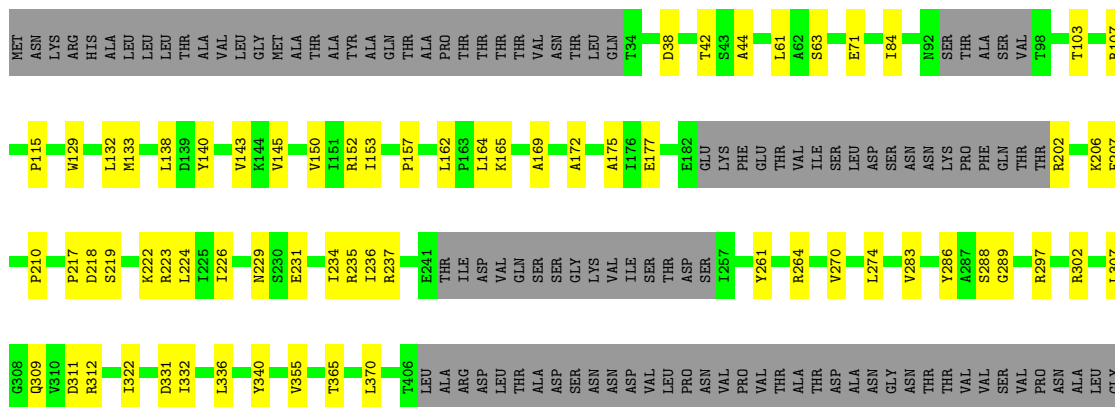 MET ASN LYS ARG HIS ALA LEU LEU LEU THR ALA VAL LEU GLY MET ALA THR ALA TYR ALA GLN THR ALA PRO THR THR THR THR VAL ASN THR LEU GLN T34 D38 T42 S43 A44 L61 A62 S63 E71 I84 N92 SER THR ALA SER VAL T98 T103 R107
P115 W129 L132 M133 L138 D139 Y140 V143 K144 V145 V150 I151 R152 I153 P157 L162 P163 L164 K165 A169 A172 A175 I176 E177 E182 GLU LYS PHE GLU THR VAL ILE SER LEU ASP SER ASN ASN LYS PRO PHE GLN THR THR R202 K206
P210 P217 D218 S219 K222 R223 L224 I225 I226 N229 S230 E231 I234 R235 I236 R237 E241 THR ILE ASP VAL GLN SER SER GLY LYS VAL ILE SER THR ASP SER I257 Y261 R264 V270 L274 V283 Y286 A287 S288 G289 R297 R302 L307
G308 Q309 V310 D311 R312 I322 D331 I332 L336 Y340 V355 T365 L370 T406 LEU ALA ARG ASP LEU THR ALA ASP SER ASN ASN ASP VAL LEU PRO ASN VAL PRO VAL THR ALA THR ASP ALA ASN GLY ASN THR THR VAL VAL SER VAL PRO ASN ALA LEU GLY